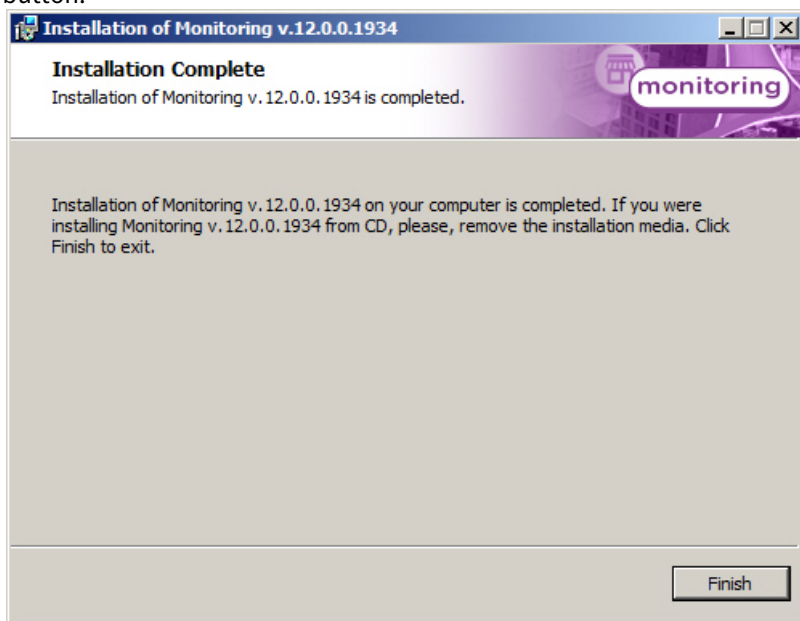 button.
Installation of Monitoring v.12.0.0.1934
Installation Complete
Installation of Monitoring v.12.0.0.1934 is completed.
monitoring
Installation of Monitoring v.12.0.0.1934 on your computer is completed. If you were
installing Monitoring v.12.0.0.1934 from CD, please, remove the installation media. Click
Finish to exit.
Finish